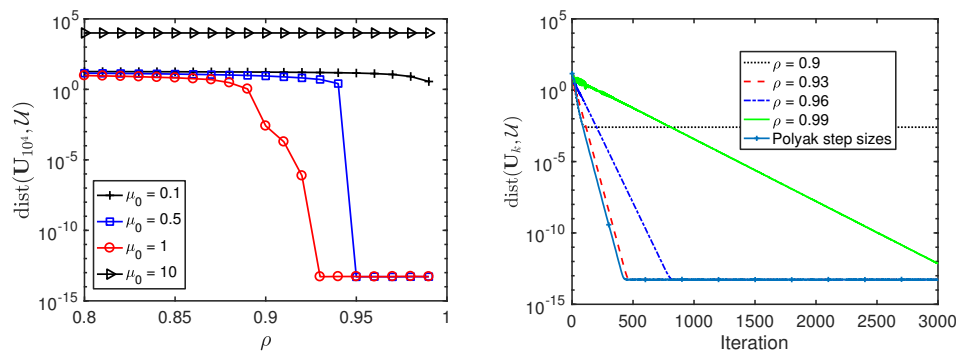 10^5
10^0
10^-5
10^-10
10^-15
dist(U_{10^4}, 𝒰)
0.8
0.85
0.9
0.95
1
ρ
μ_0 = 0.1
μ_0 = 0.5
μ_0 = 1
μ_0 = 10
10^5
10^0
10^-5
10^-10
10^-15
dist(U_k, 𝒰)
0
500
1000
1500
2000
2500
3000
Iteration
ρ = 0.9
ρ = 0.93
ρ = 0.96
ρ = 0.99
Polyak step sizes